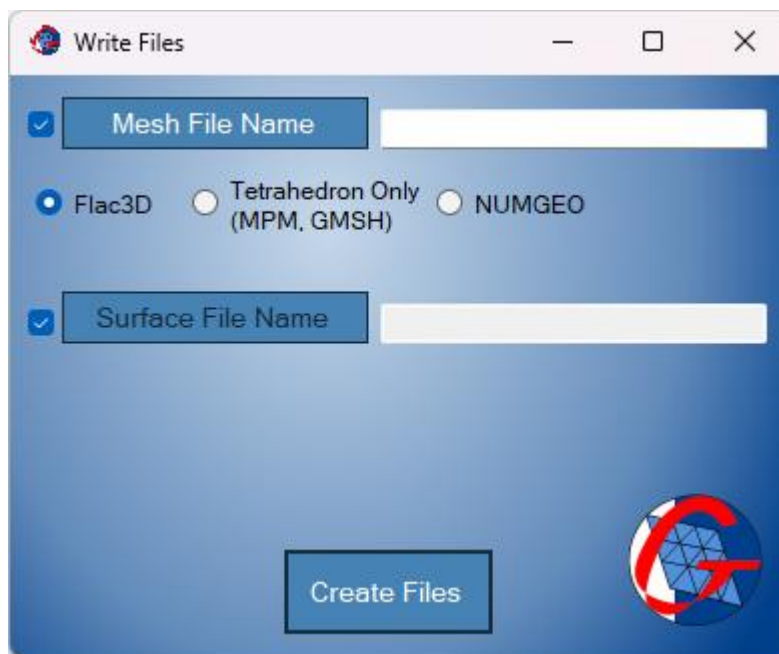 Write Files
Mesh File Name
Flac3D
Tetrahedron Only
(MPM, GMSH)
NUMGEO
Surface File Name
Create Files
G